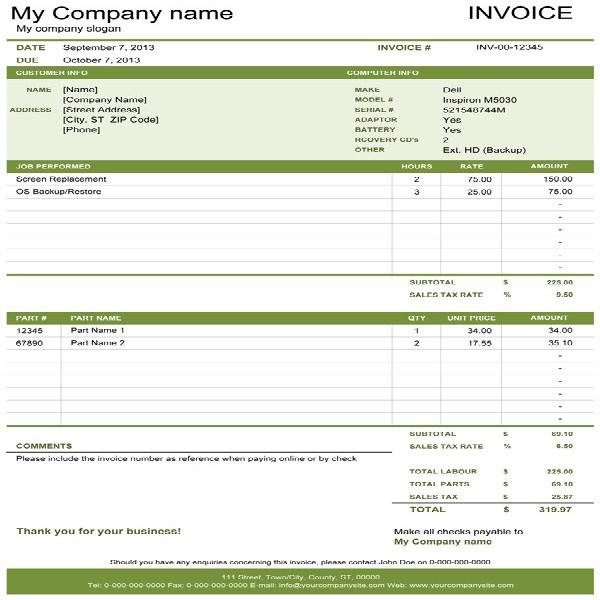 My Company name INVOICE
My company slogan
DATE September 7, 2013 INVOICE # INV-00-12345
DUE October 7, 2013
CUSTOMER INFO COMPUTER INFO
NAME [Name] MAKE Dell
[Company Name] MODEL # Inspiron M5030
ADDRESS [Street Address] SERIAL # 521548744M
[City, ST ZIP Code] ADAPTOR Yes
[Phone] BATTERY Yes
RCOVERY CD's 2
OTHER Ext. HD (Backup)
JOB PERFORMED HOURS RATE AMOUNT
Screen Replacement 2 75.00 150.00
OS Backup/Restore 3 25.00 75.00
-
-
-
-
-
-
SUBTOTAL $ 225.00
SALES TAX RATE % 9.50
PART # PART NAME QTY UNIT PRICE AMOUNT
12345 Part Name 1 1 34.00 34.00
67890 Part Name 2 2 17.55 35.10
-
-
-
-
-
-
SUBTOTAL $ 69.10
COMMENTS SALES TAX RATE % 6.50
Please include the invoice number as reference when paying online or by check
TOTAL LABOUR $ 225.00
TOTAL PARTS $ 69.10
SALES TAX $ 25.87
TOTAL $ 319.97
Thank you for your business! Make all checks payable to
My Company name
Should you have any enquiries concerning this invoice, please contact John Doe on 0-000-000-0000
111 Street, Town/City, County, ST, 00000
Tel: 0-000-000-0000 Fax: 0-000-000-0000 E-mail: info@yourcompanysite.com Web: www.yourcompanysite.com